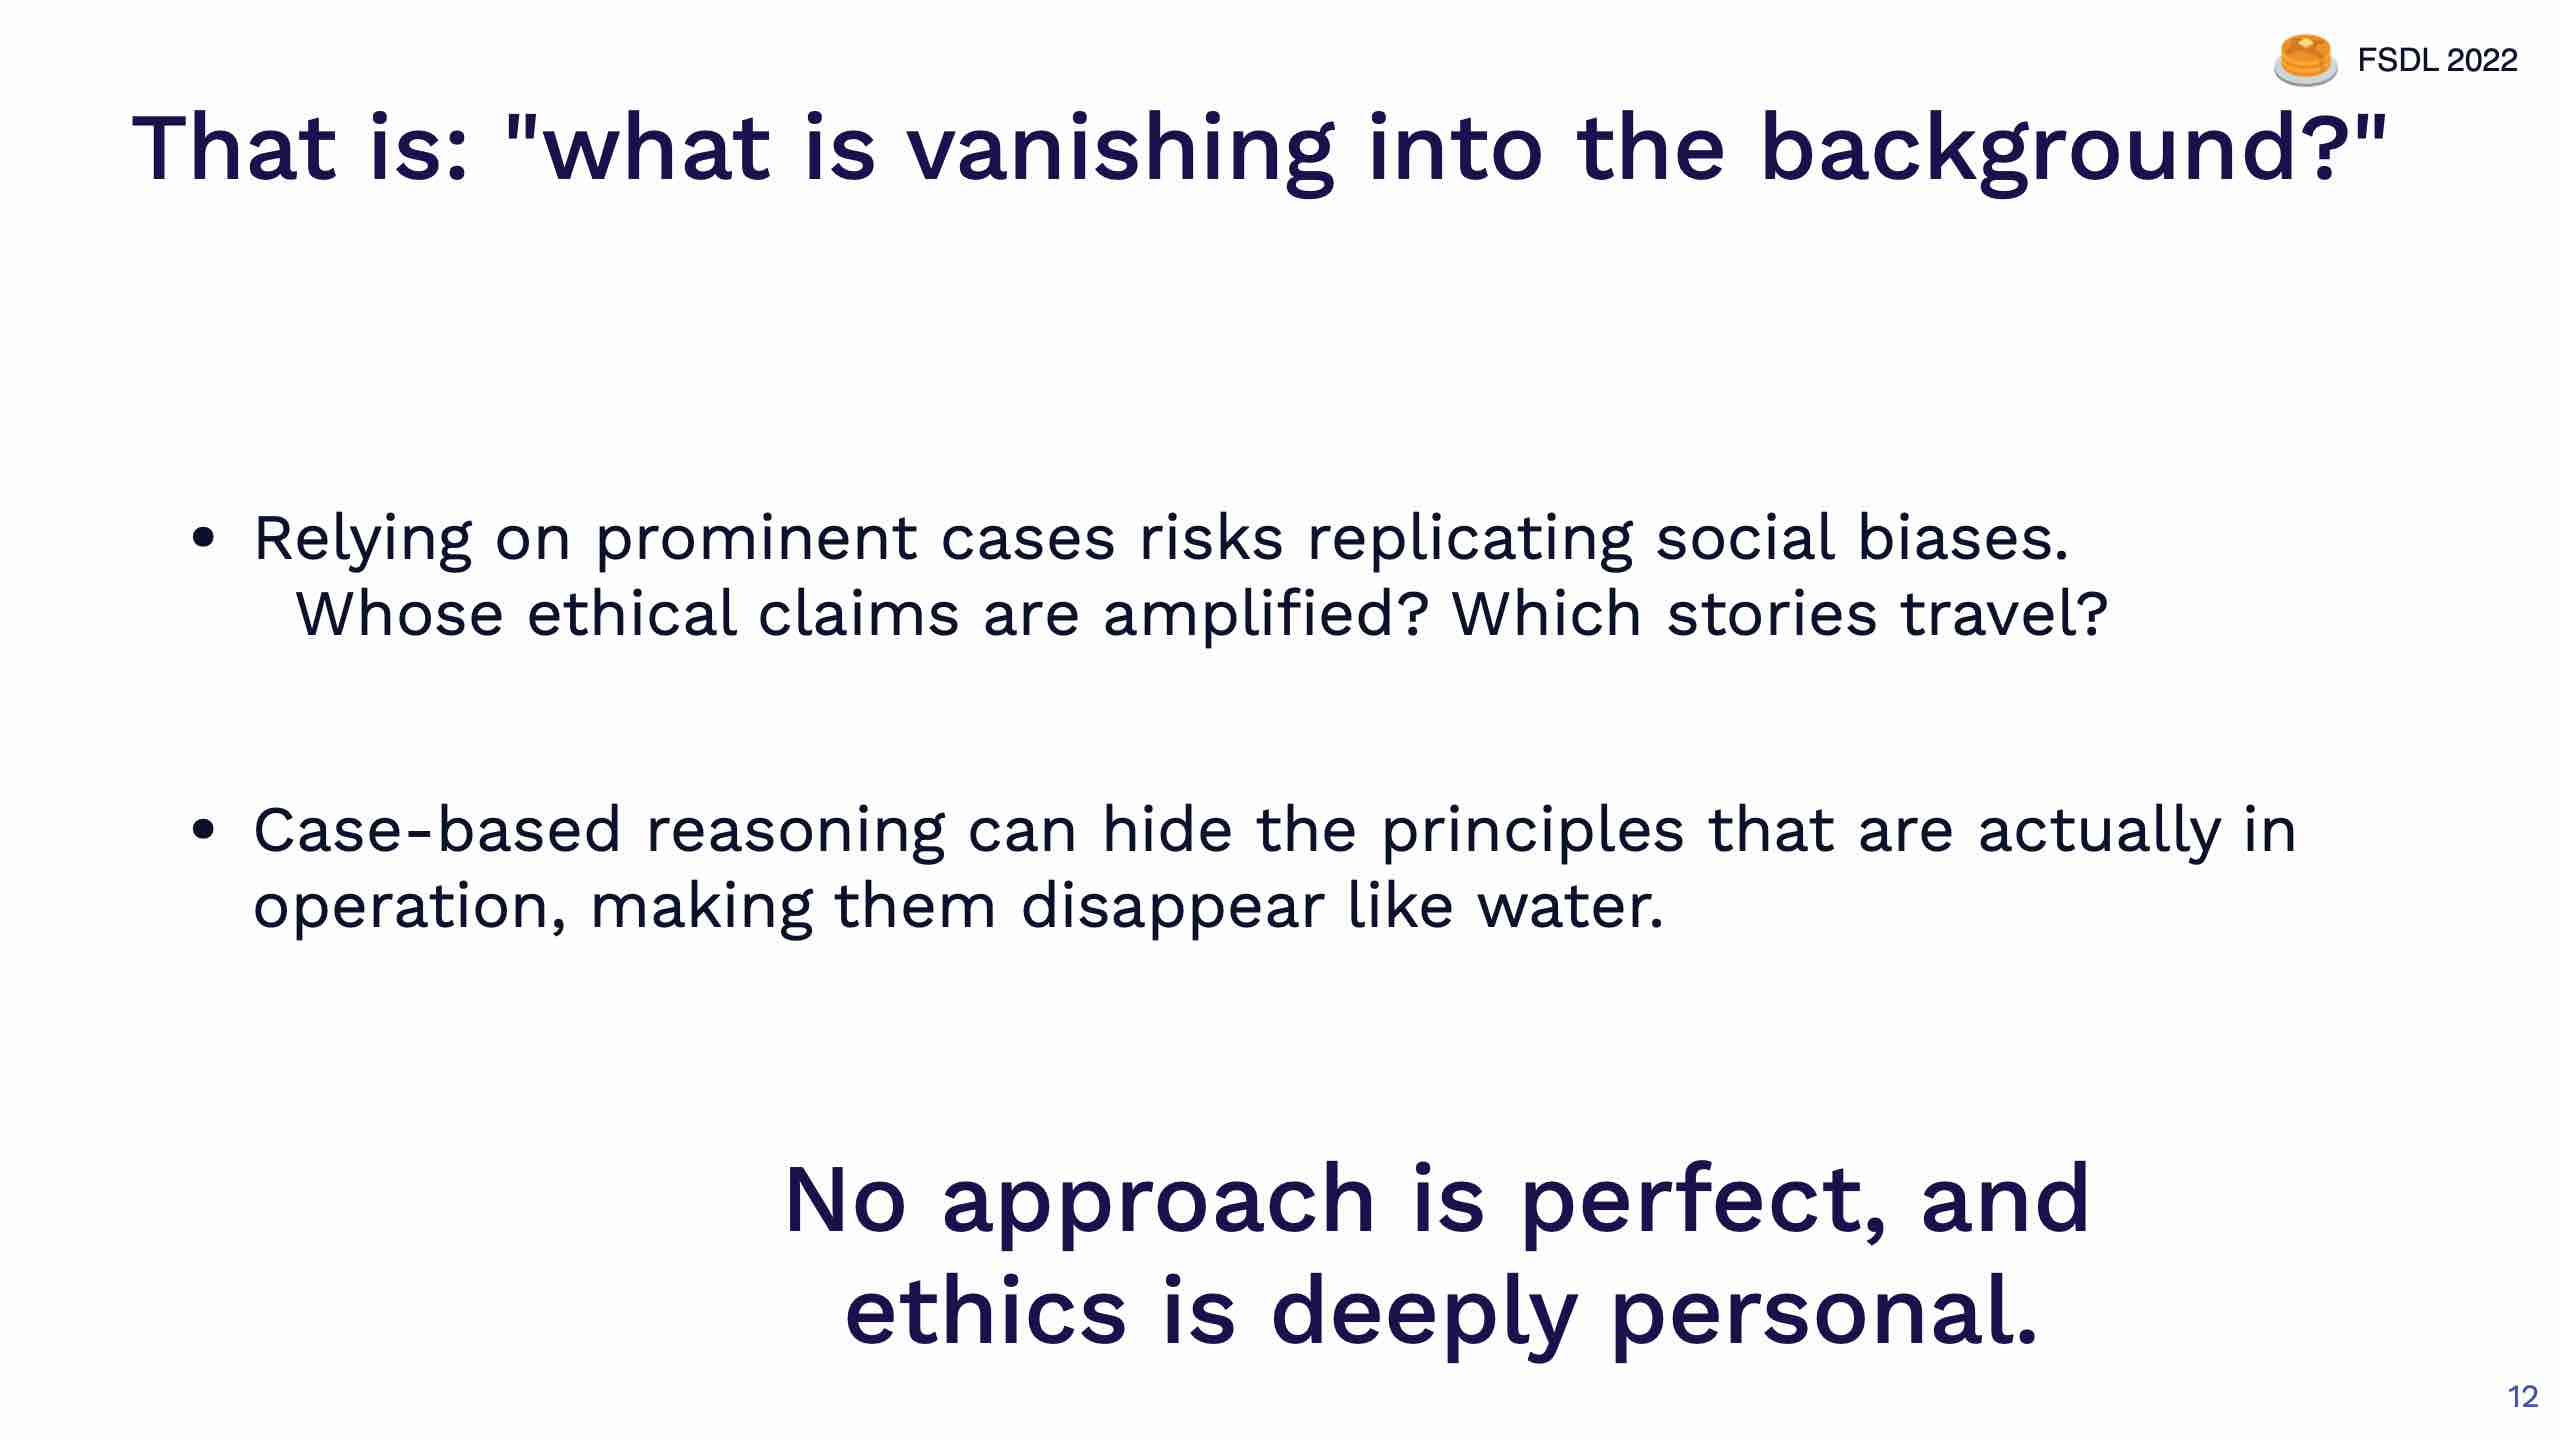 FSDL 2022
That is: "what is vanishing into the background?"
• Relying on prominent cases risks replicating social biases.
Whose ethical claims are amplified? Which stories travel?
• Case-based reasoning can hide the principles that are actually in
operation, making them disappear like water.
No approach is perfect, and
ethics is deeply personal.
12